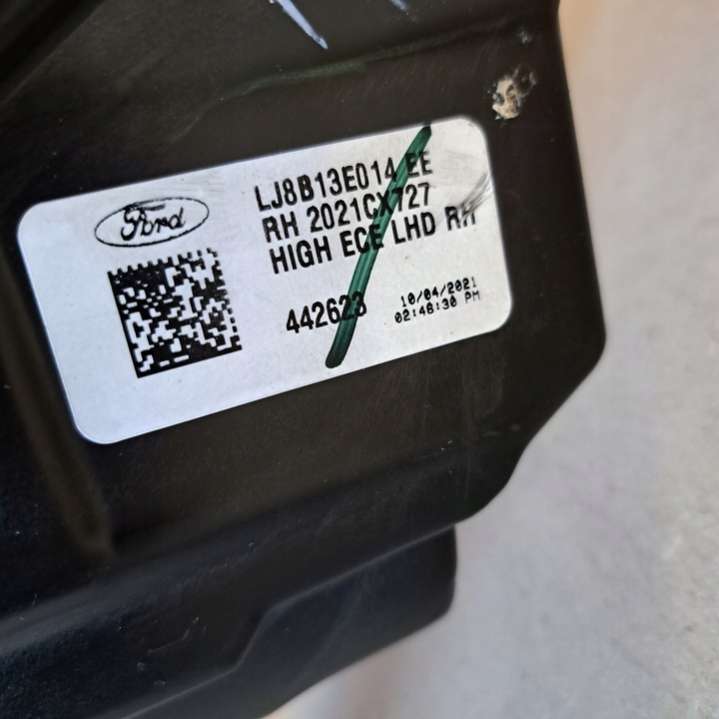 Ford
LJ8B13E014 EE
RH 2021CX727
HIGH ECE LHD RH
442623
10/04/2021
02:48:30 PM